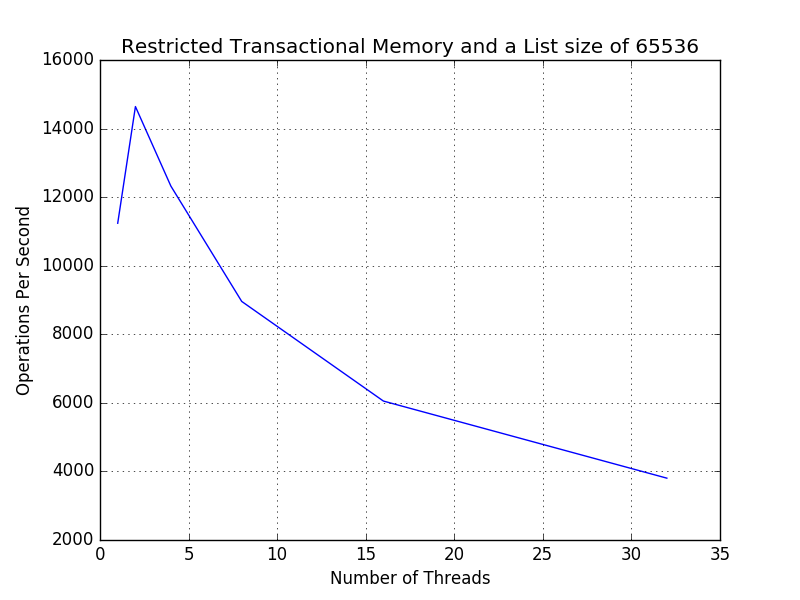 Restricted Transactional Memory and a List size of 65536
16000
14000
12000
10000
8000
6000
4000
2000
Operations Per Second
0 5 10 15 20 25 30 35
Number of Threads